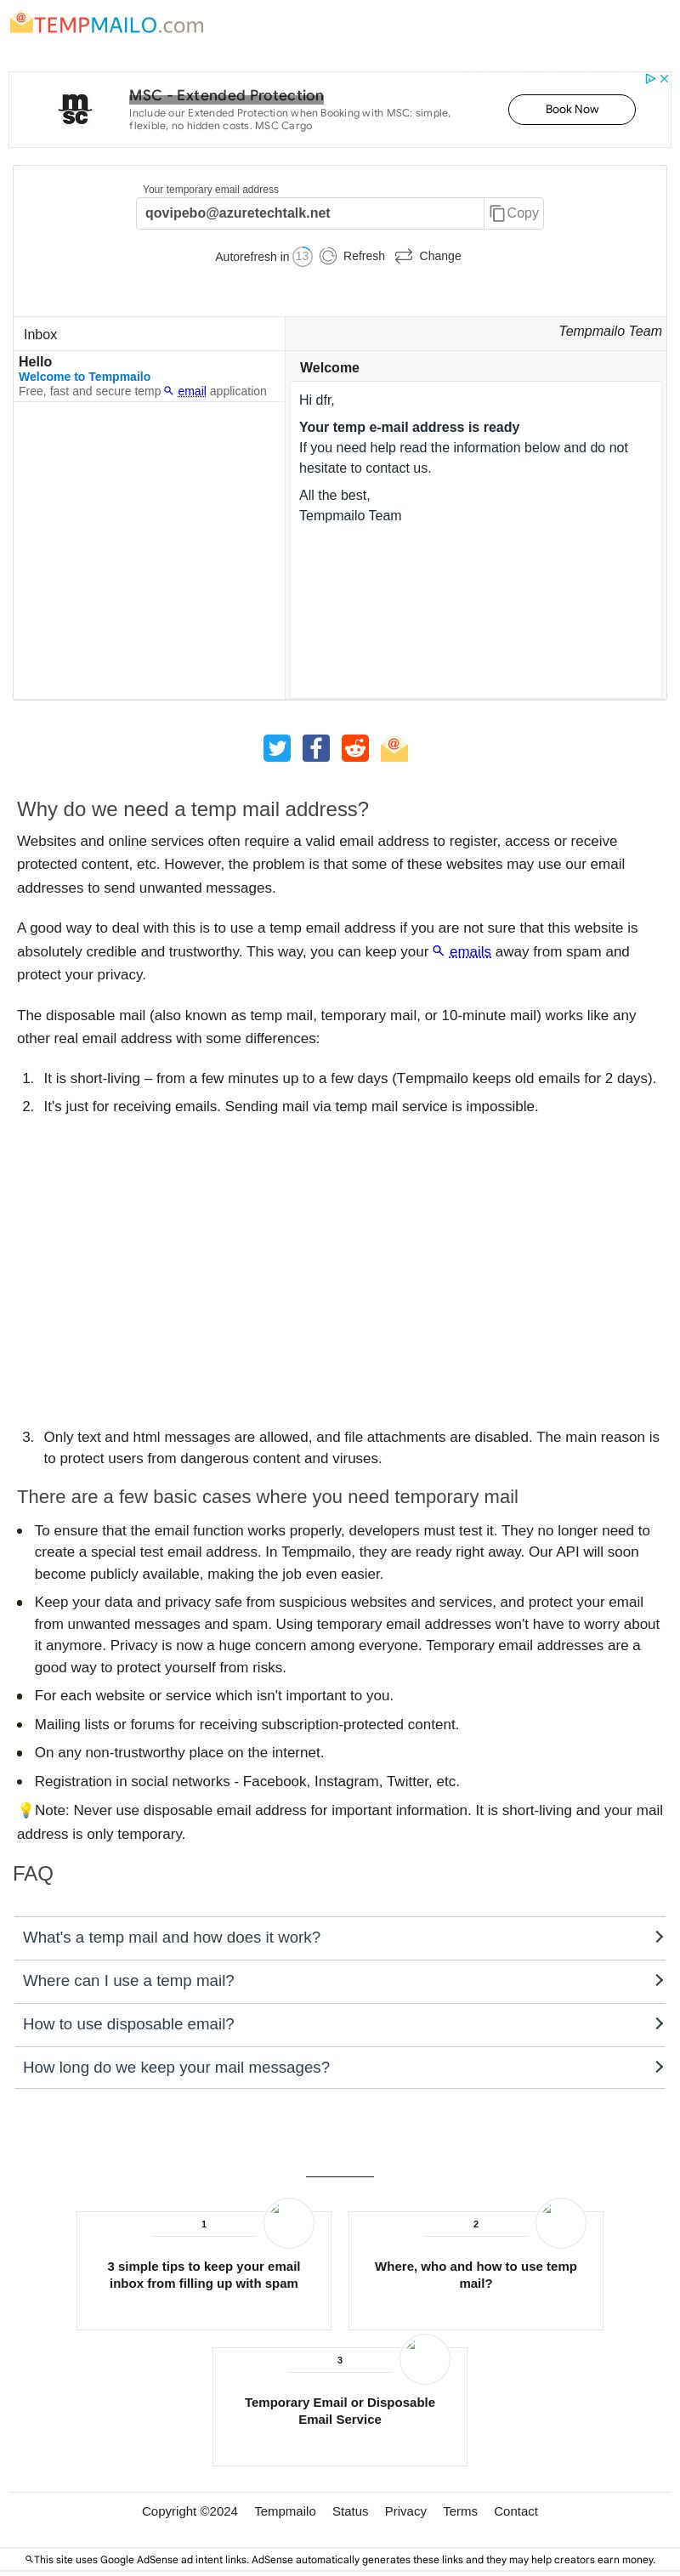 TEMPMAILO.com
MSC - Extended Protection
Include our Extended Protection when Booking with MSC: simple,
flexible, no hidden costs. MSC Cargo
Book Now
msc
Your temporary email address
qovipebo@azuretechtalk.net
Copy
Autorefresh in 13 Refresh Change
Inbox
Tempmailo Team
Hello
Welcome to Tempmailo
Free, fast and secure temp email application
Welcome
Hi dfr,
Your temp e-mail address is ready
If you need help read the information below and do not
hesitate to contact us.
All the best,
Tempmailo Team
Why do we need a temp mail address?
Websites and online services often require a valid email address to register, access or receive
protected content, etc. However, the problem is that some of these websites may use our email
addresses to send unwanted messages.
A good way to deal with this is to use a temp email address if you are not sure that this website is
absolutely credible and trustworthy. This way, you can keep your emails away from spam and
protect your privacy.
The disposable mail (also known as temp mail, temporary mail, or 10-minute mail) works like any
other real email address with some differences:
1. It is short-living – from a few minutes up to a few days (Tempmailo keeps old emails for 2 days).
2. It's just for receiving emails. Sending mail via temp mail service is impossible.
3. Only text and html messages are allowed, and file attachments are disabled. The main reason is
to protect users from dangerous content and viruses.
There are a few basic cases where you need temporary mail
• To ensure that the email function works properly, developers must test it. They no longer need to
create a special test email address. In Tempmailo, they are ready right away. Our API will soon
become publicly available, making the job even easier.
• Keep your data and privacy safe from suspicious websites and services, and protect your email
from unwanted messages and spam. Using temporary email addresses won't have to worry about
it anymore. Privacy is now a huge concern among everyone. Temporary email addresses are a
good way to protect yourself from risks.
• For each website or service which isn't important to you.
• Mailing lists or forums for receiving subscription-protected content.
• On any non-trustworthy place on the internet.
• Registration in social networks - Facebook, Instagram, Twitter, etc.
💡Note: Never use disposable email address for important information. It is short-living and your mail
address is only temporary.
FAQ
What's a temp mail and how does it work?
Where can I use a temp mail?
How to use disposable email?
How long do we keep your mail messages?
1
3 simple tips to keep your email
inbox from filling up with spam
2
Where, who and how to use temp
mail?
3
Temporary Email or Disposable
Email Service
Copyright ©2024 Tempmailo Status Privacy Terms Contact
This site uses Google AdSense ad intent links. AdSense automatically generates these links and they may help creators earn money.